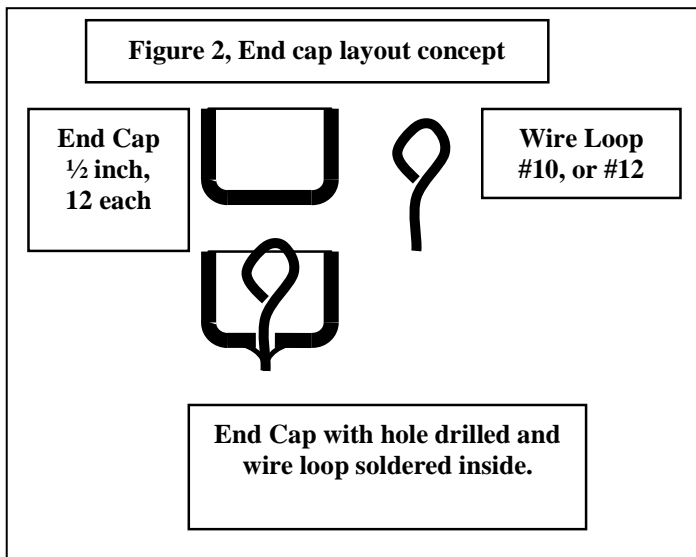 Figure 2, End cap layout concept
End Cap
½ inch,
12 each
Wire Loop
#10, or #12
End Cap with hole drilled and
wire loop soldered inside.